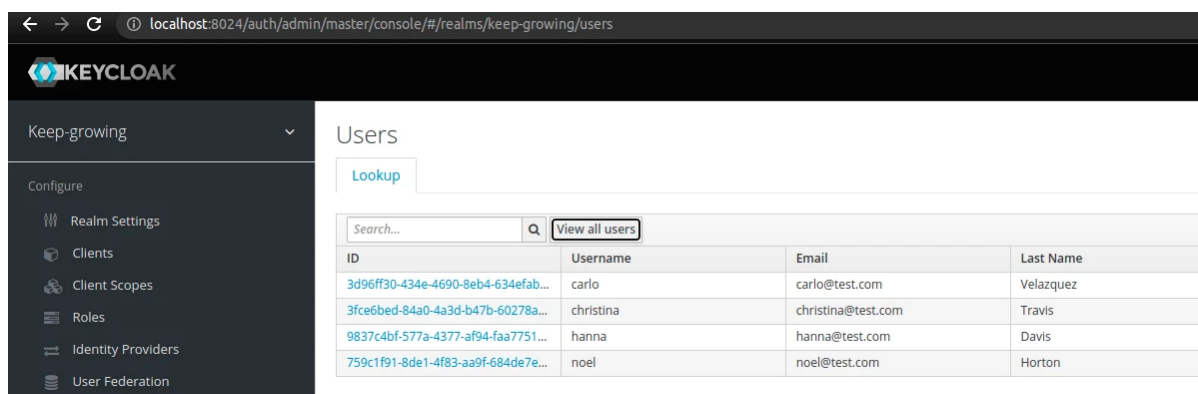 localhost:8024/auth/admin/master/console/#/realms/keep-growing/users
KEYCLOAK
Keep-growing
Configure
Realm Settings
Clients
Client Scopes
Roles
Identity Providers
User Federation
Users
Lookup
Search...
View all users
ID Username Email Last Name
3d96ff30-434e-4690-8eb4-634efab... carlo carlo@test.com Velazquez
3fce6bed-84a0-4a3d-b47b-60278a... christina christina@test.com Travis
9837c4bf-577a-4377-af94-faa7751... hanna hanna@test.com Davis
759c1f91-8de1-4f83-aa9f-684de7e... noel noel@test.com Horton